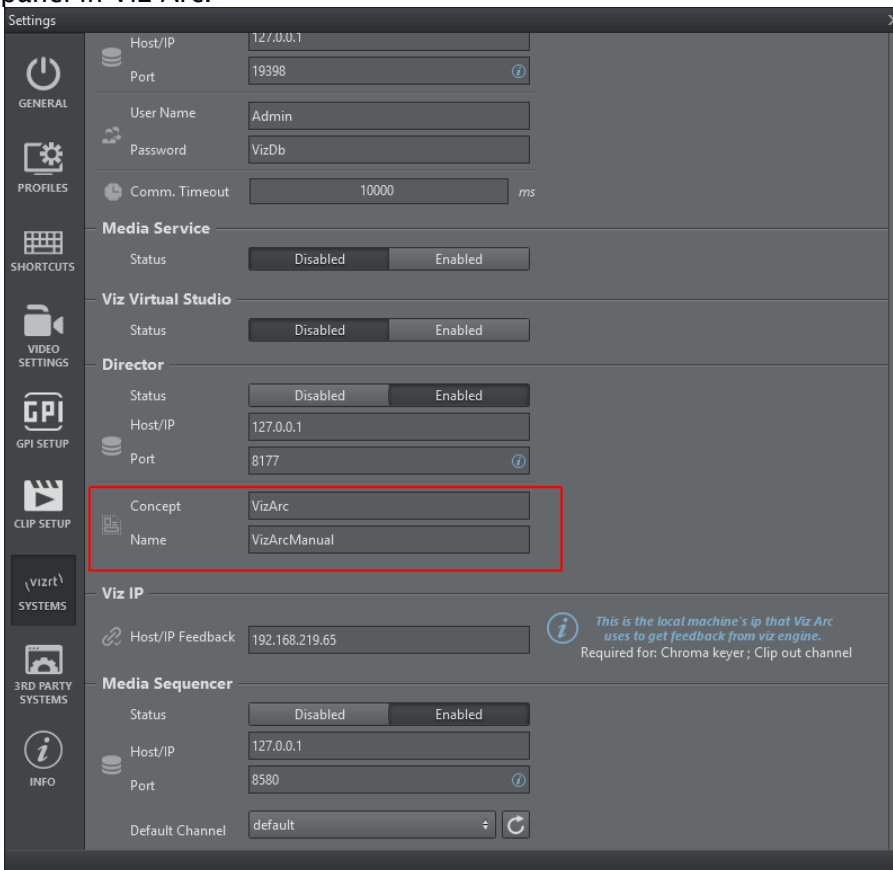 panel in Viz Arc.
Settings
Host/IP 127.0.0.1
Port 19398
GENERAL
User Name Admin
Password VizDb
PROFILES
Comm. Timeout 10000 ms
Media Service
SHORTCUTS
Status Disabled Enabled
Viz Virtual Studio
Status Disabled Enabled
VIDEO
SETTINGS
Director
Status Disabled Enabled
GPI
Host/IP 127.0.0.1
GPI SETUP
Port 8177
CLIP SETUP
Concept VizArc
Name VizArcManual
vizrt
SYSTEMS
Viz IP
Host/IP Feedback 192.168.219.65
This is the local machine's ip that Viz Arc
uses to get feedback from viz engine.
Required for: Chroma keyer ; Clip out channel
3RD PARTY
SYSTEMS
Media Sequencer
Status Disabled Enabled
Host/IP 127.0.0.1
INFO
Port 8580
Default Channel default